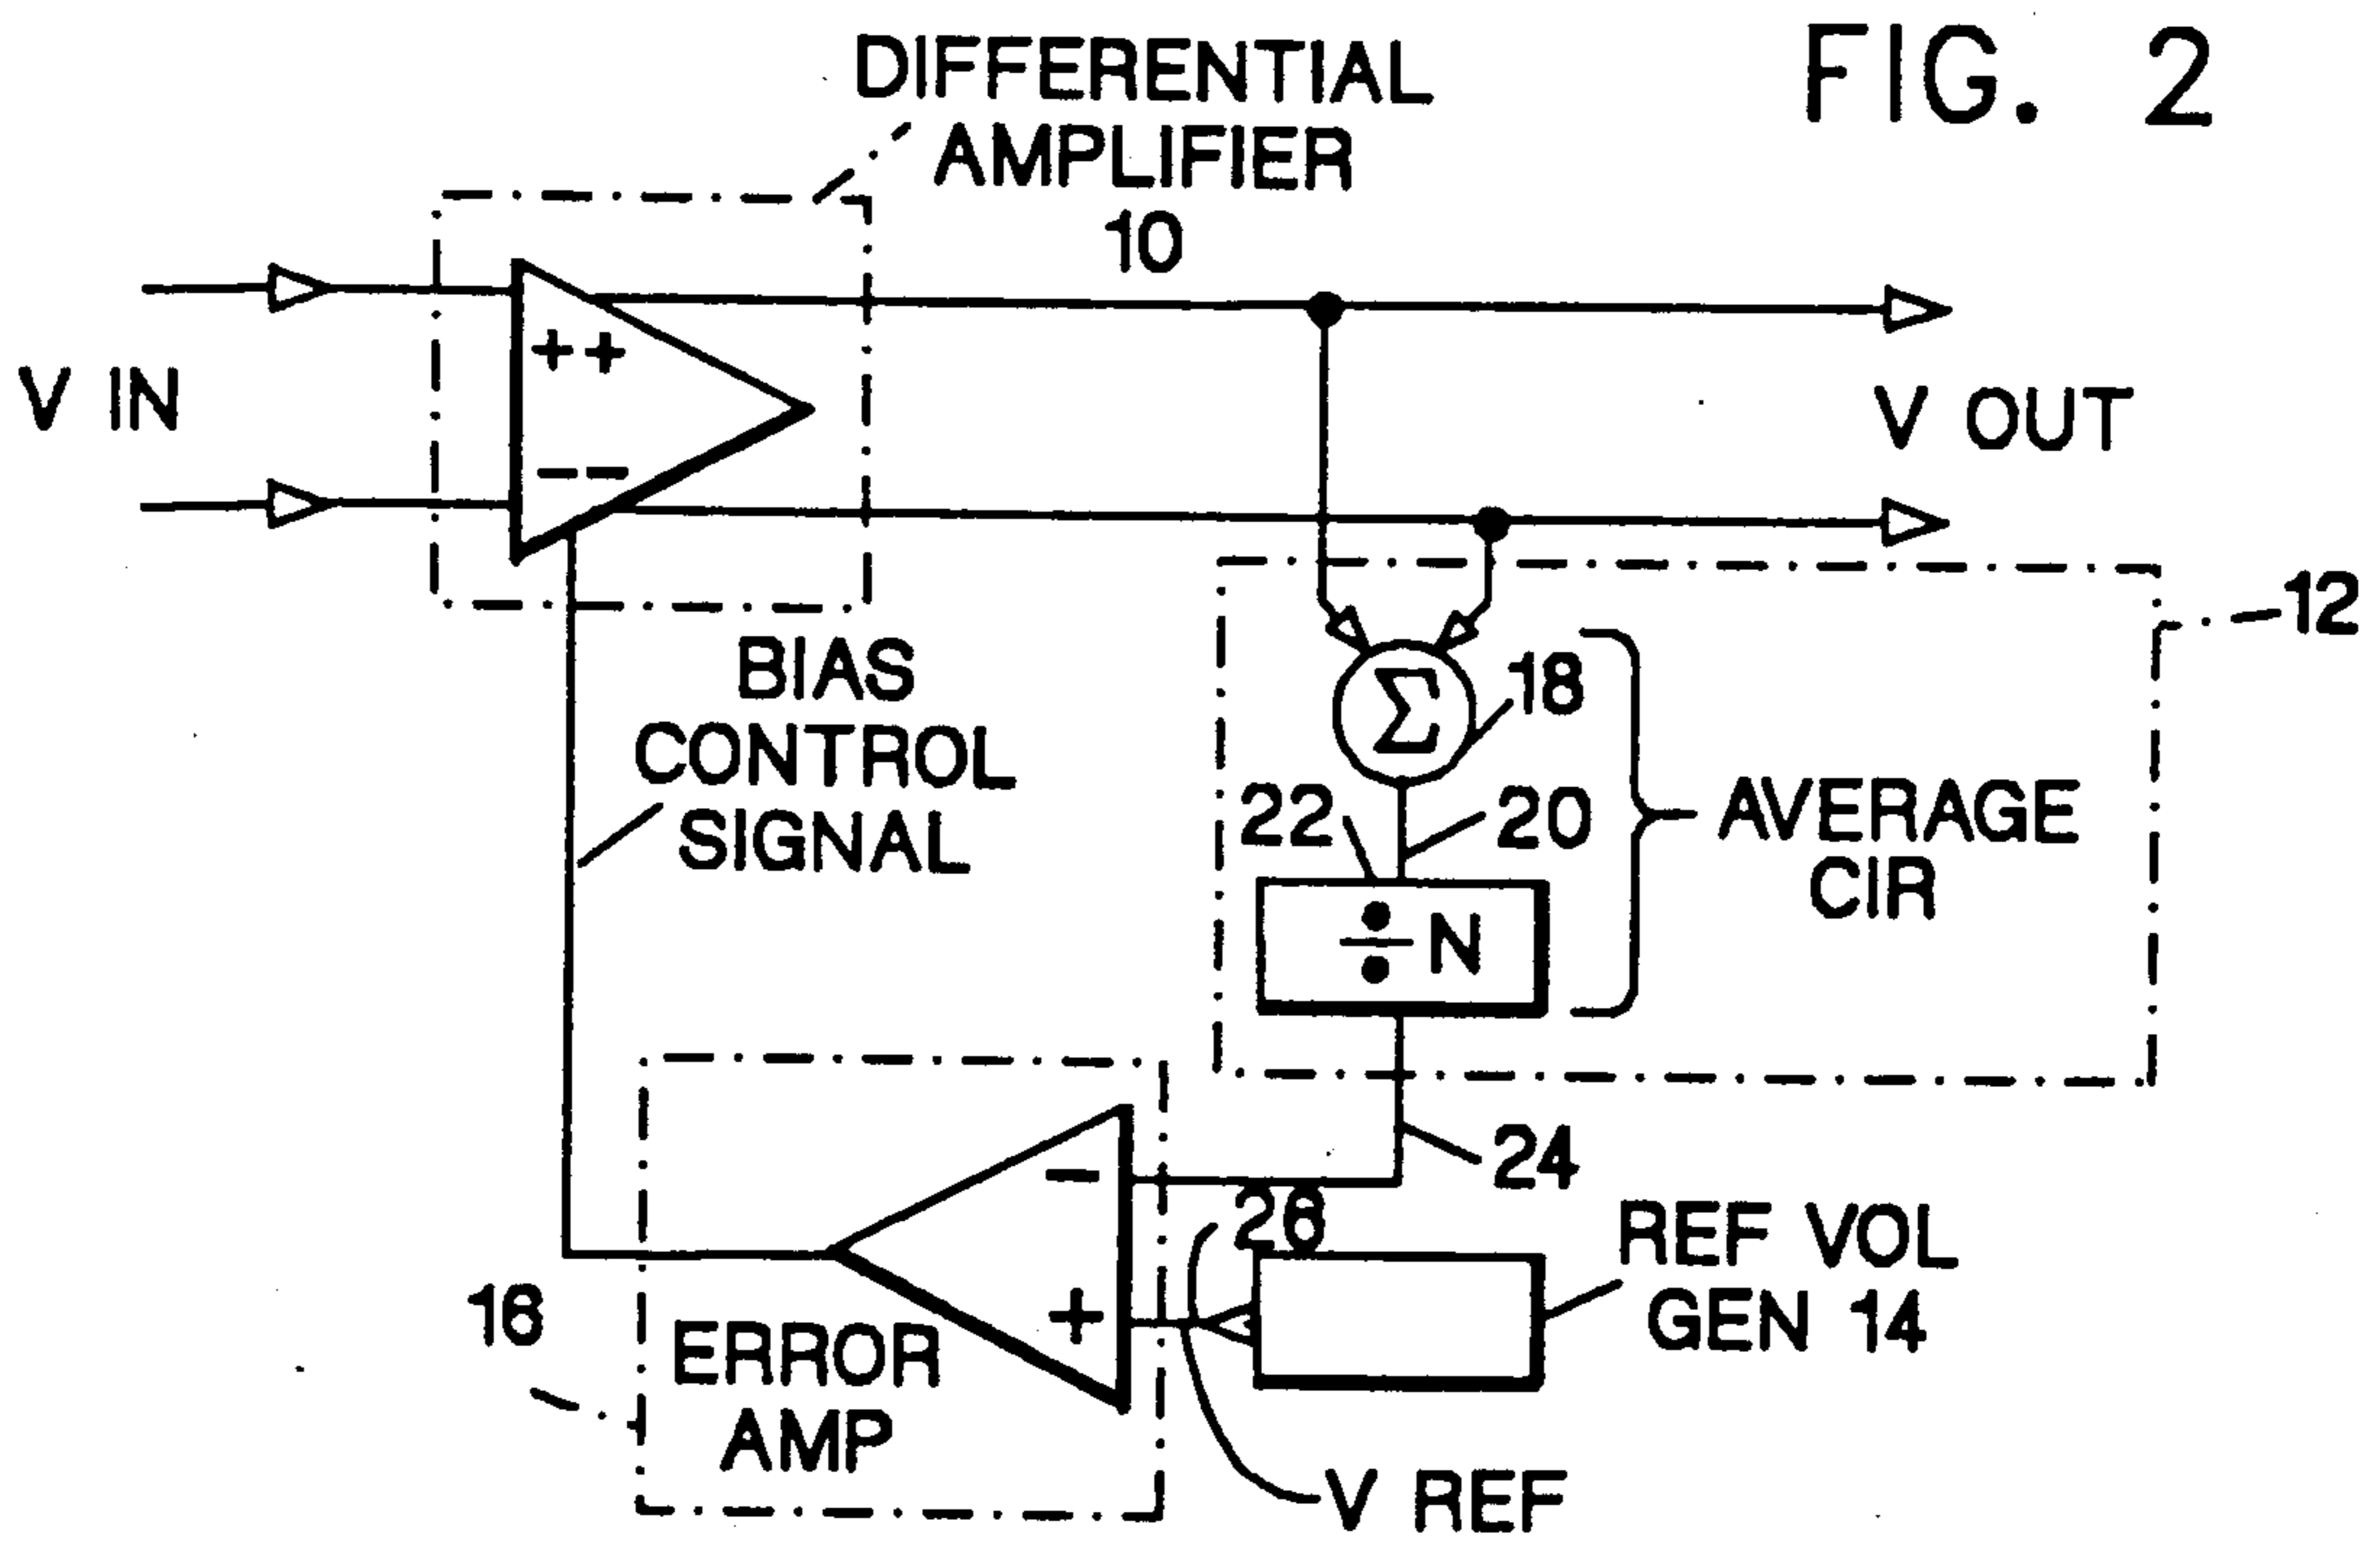 FIG. 2
DIFFERENTIAL
AMPLIFIER
10
++
--
V IN
V OUT
12
BIAS
CONTROL
SIGNAL
Σ
18
22
20
÷ N
AVERAGE
CIR
24
-
26
+
REF VOL
GEN 14
16
ERROR
AMP
V REF